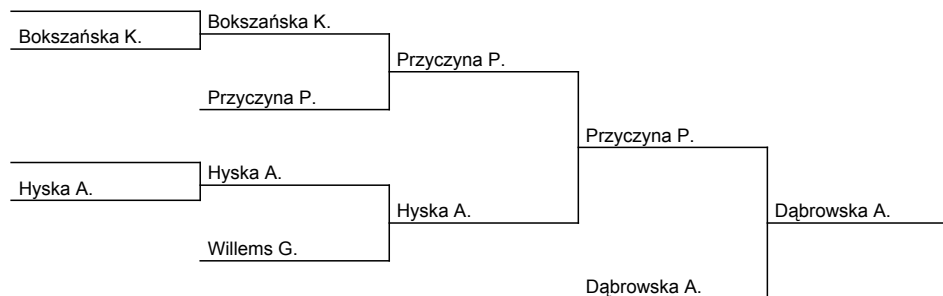 Bokszańska K.
Bokszańska K.
Przyczyna P.
Przyczyna P.
Przyczyna P.
Hyska A.
Hyska A.
Hyska A.
Dąbrowska A.
Willems G.
Dąbrowska A.